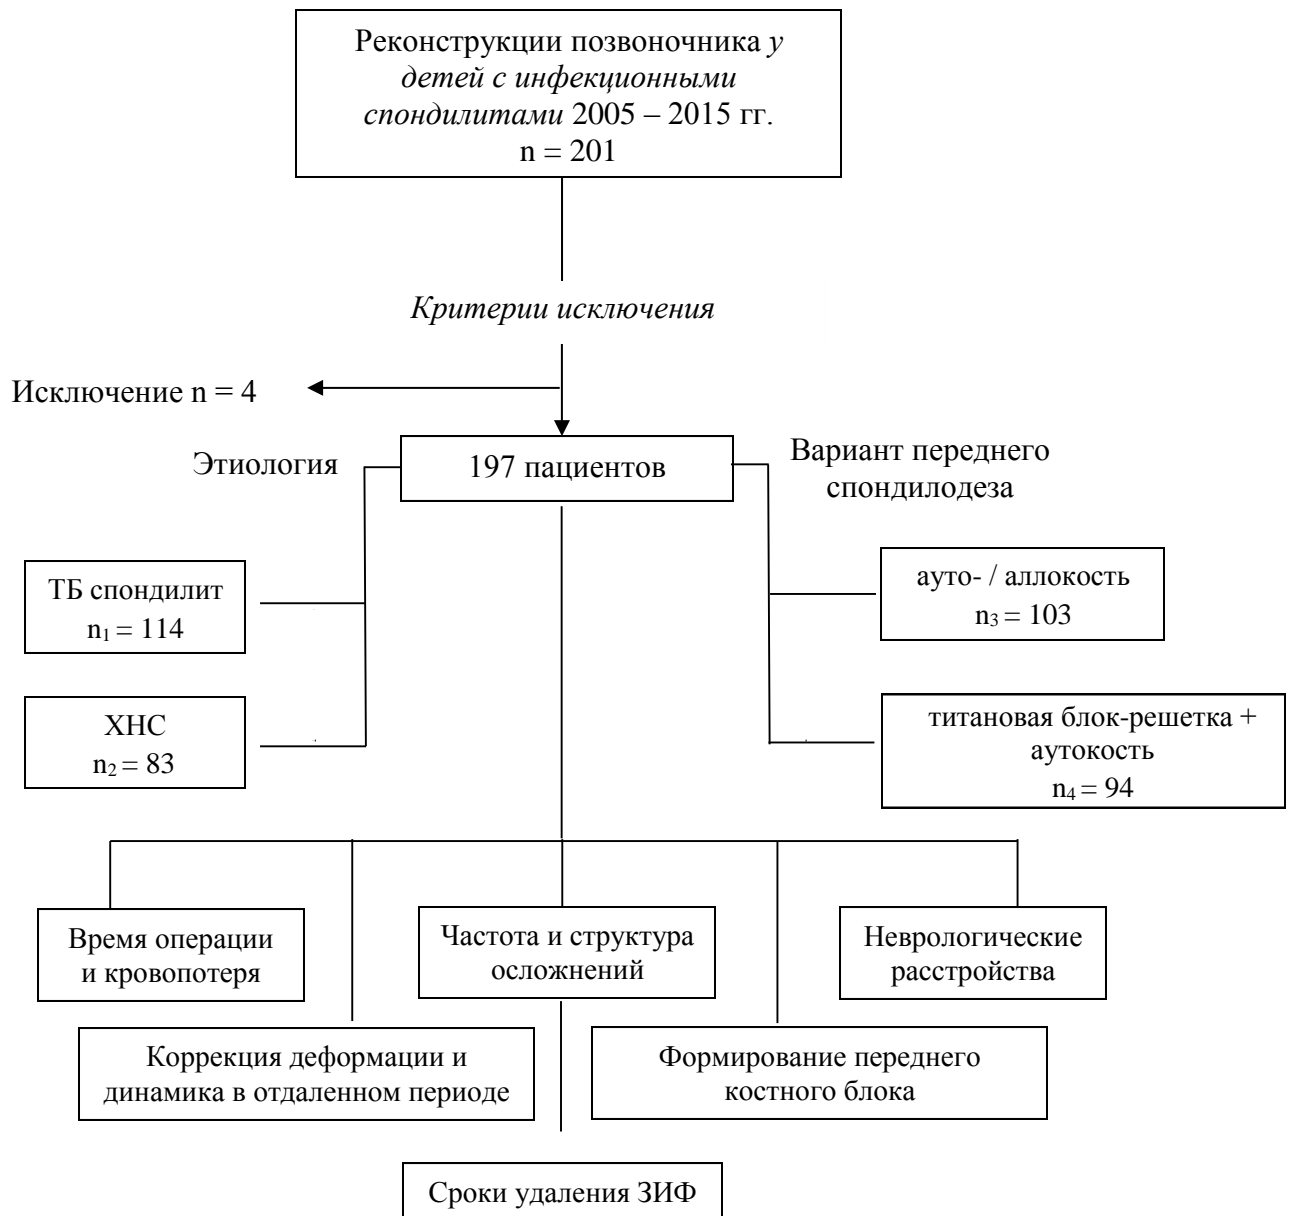 Реконструкции позвоночника у
детей с инфекционными
спондилитами 2005 – 2015 гг.
n = 201
Критерии исключения
Исключение n = 4
Этиология
197 пациентов
Вариант переднего
спондилодеза
ТБ спондилит
n₁ = 114
ауто- / аллокость
n₃ = 103
ХНС
n₂ = 83
титановая блок-решетка +
аутокость
n₄ = 94
Время операции
и кровопотеря
Частота и структура
осложнений
Неврологические
расстройства
Коррекция деформации и
динамика в отдаленном периоде
Формирование переднего
костного блока
Сроки удаления ЗИФ